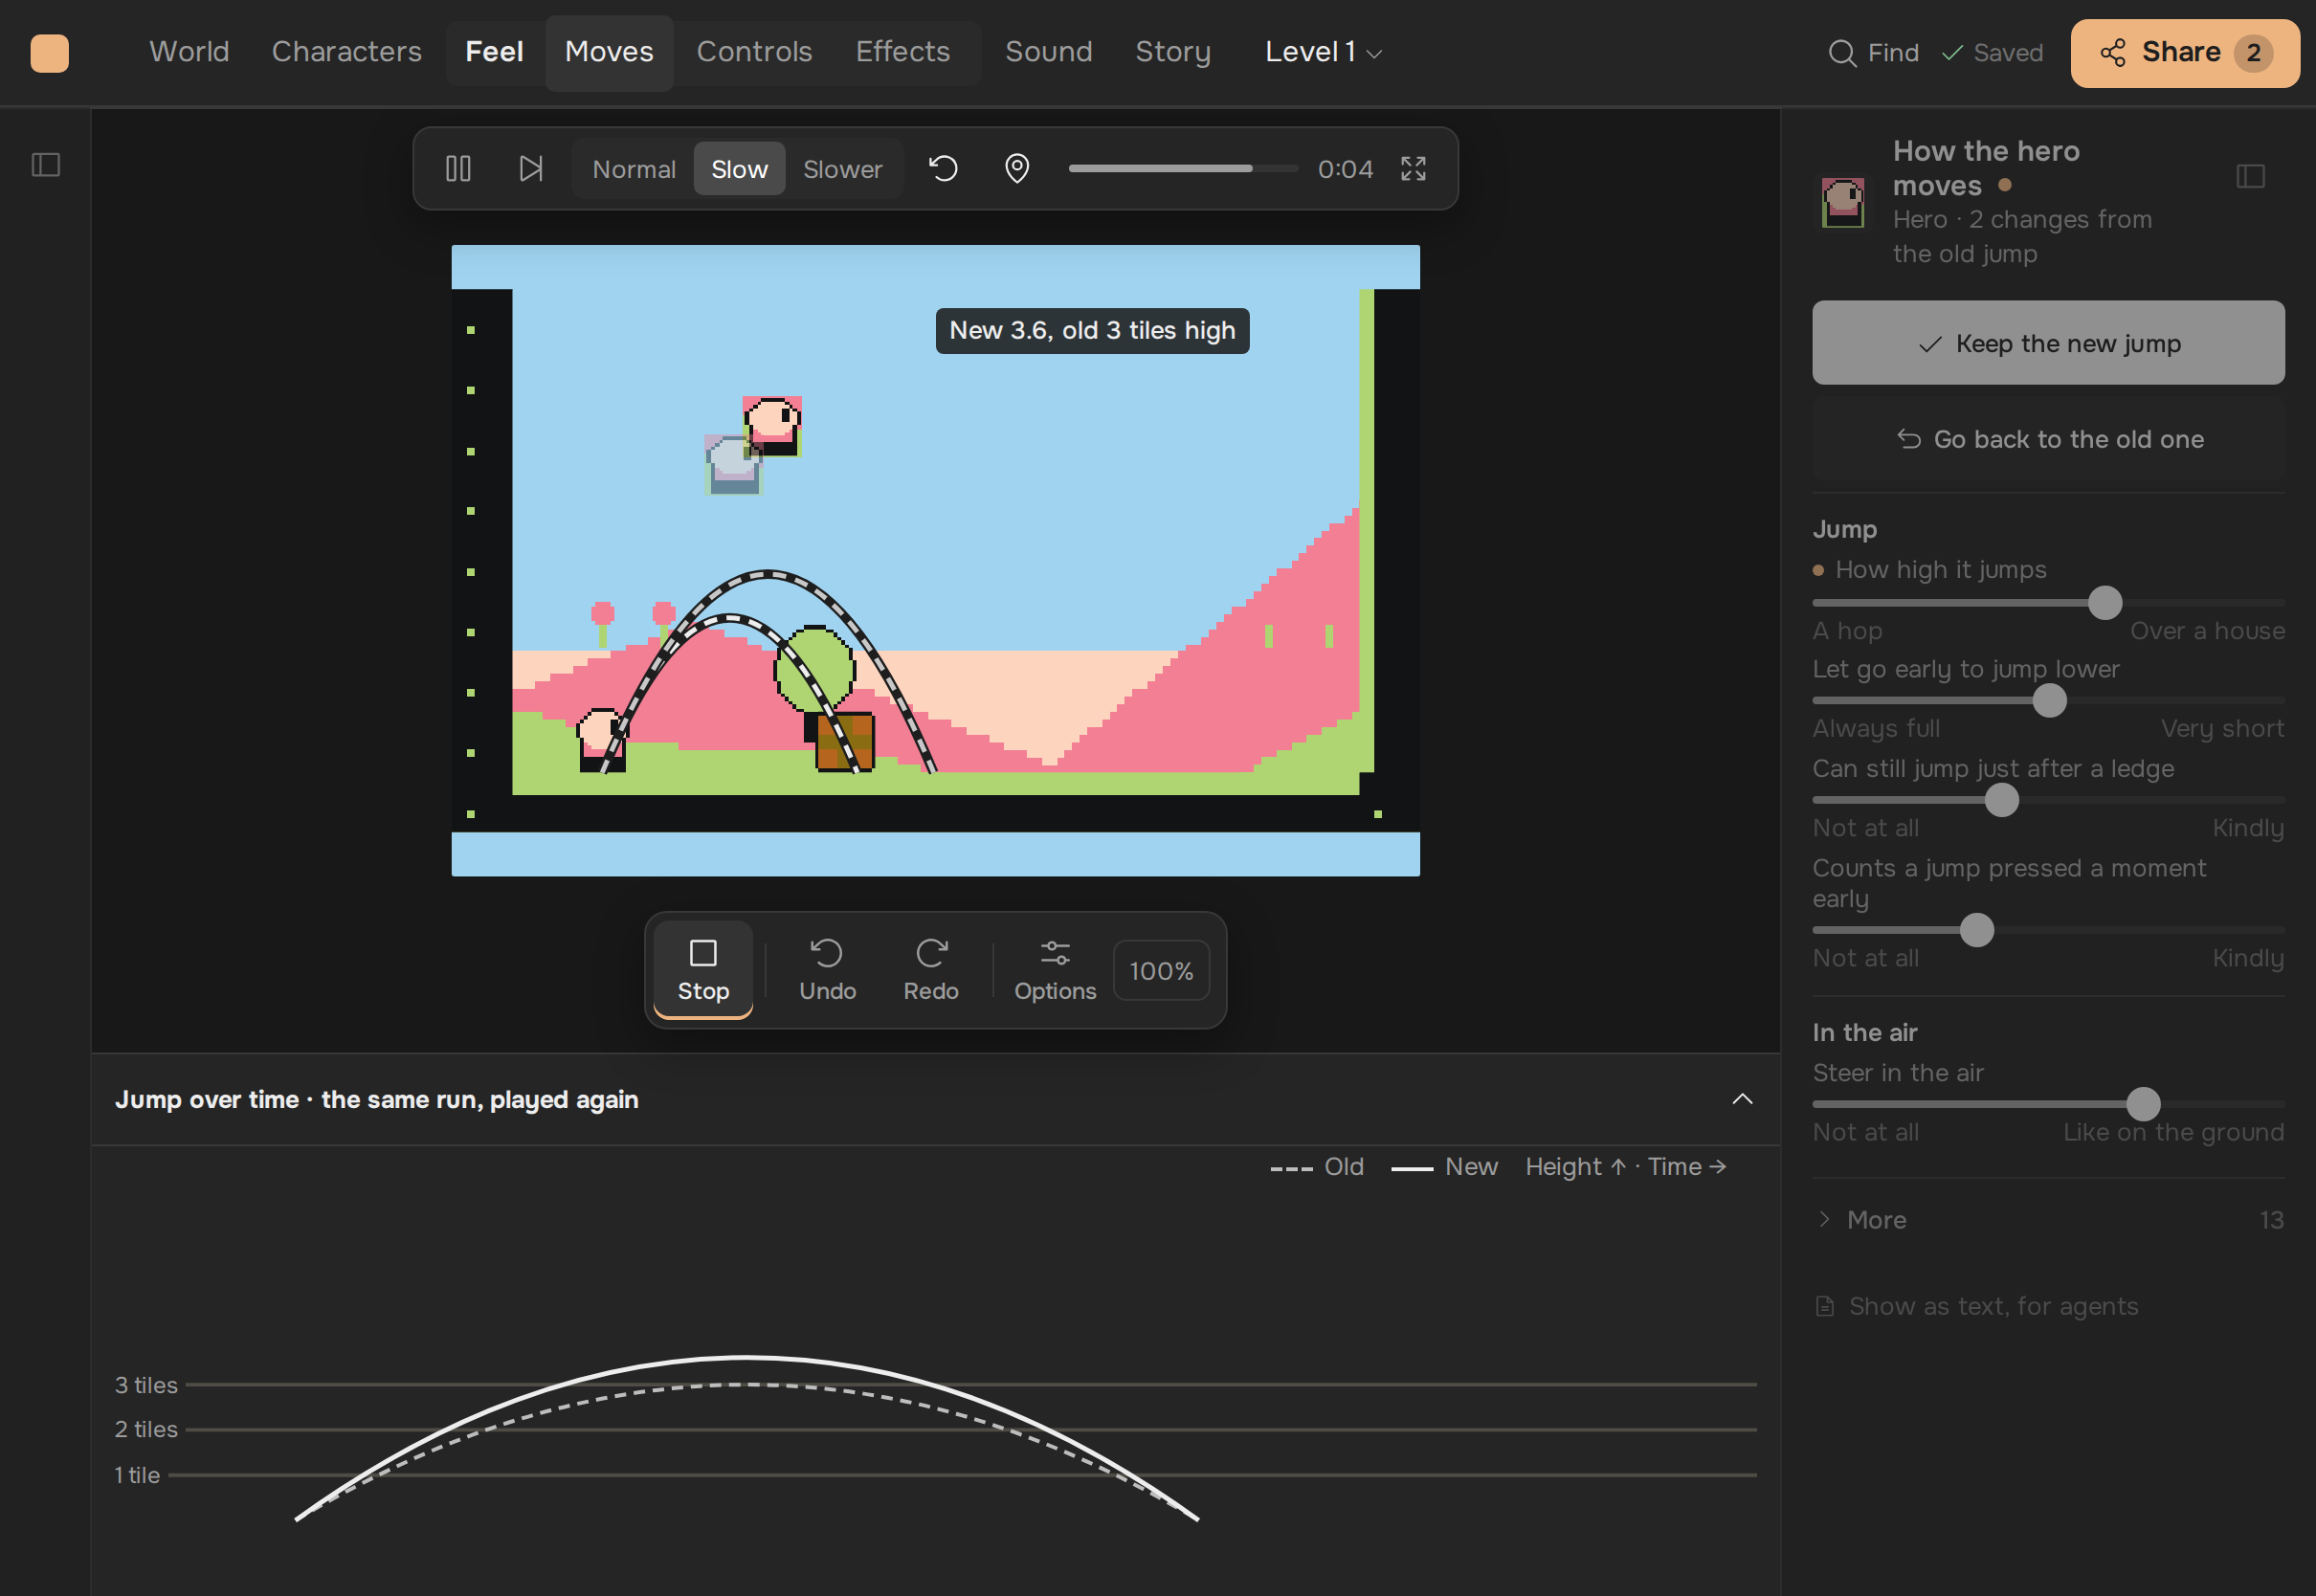 World Characters Feel Moves Controls Effects Sound Story Level 1 Find Saved Share 2
Normal Slow Slower 0:04
New 3.6, old 3 tiles high
Stop Undo Redo Options 100%
Jump over time · the same run, played again
Old New Height ↑ · Time →
3 tiles
2 tiles
1 tile
How the hero
moves
Hero · 2 changes from
the old jump
Keep the new jump
Go back to the old one
Jump
How high it jumps
A hop Over a house
Let go early to jump lower
Always full Very short
Can still jump just after a ledge
Not at all Kindly
Counts a jump pressed a moment
early
Not at all Kindly
In the air
Steer in the air
Not at all Like on the ground
More 13
Show as text, for agents